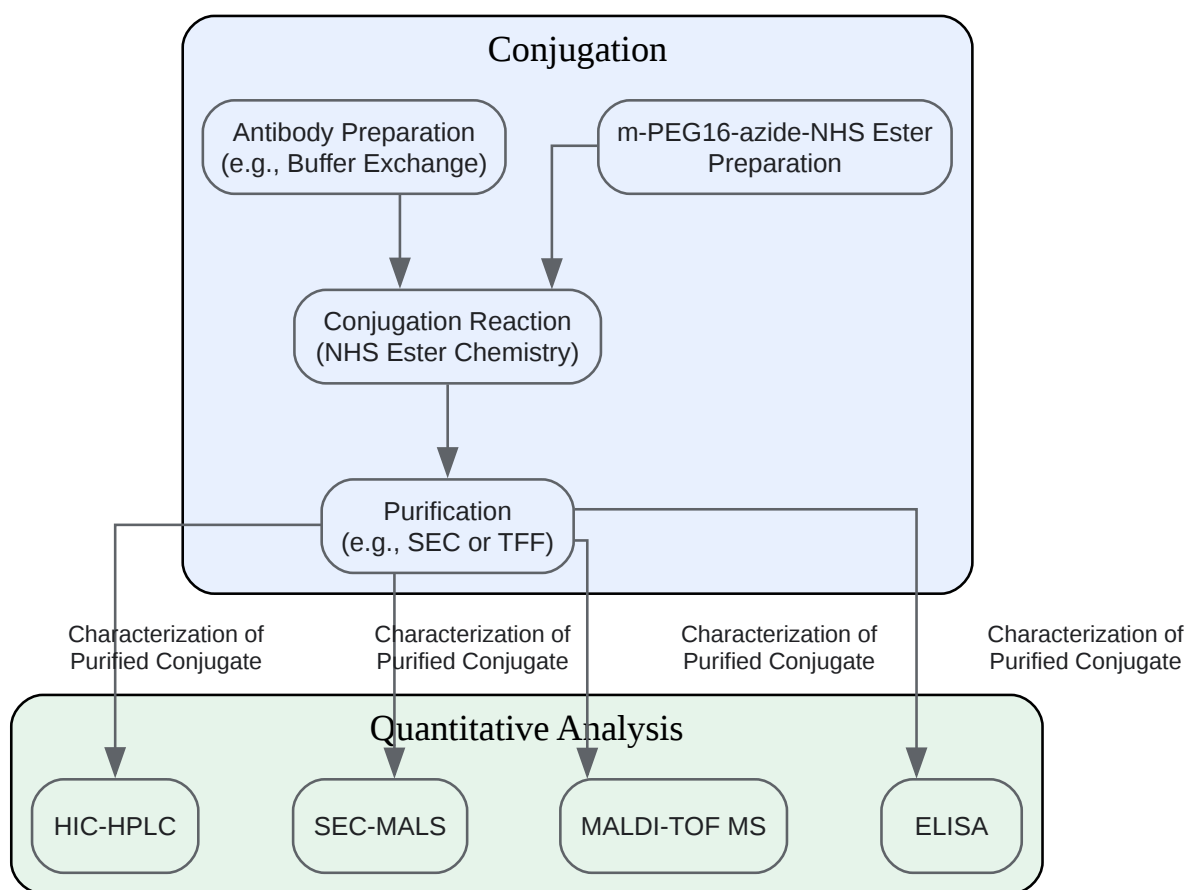 Conjugation
Antibody Preparation
(e.g., Buffer Exchange)
m-PEG16-azide-NHS Ester
Preparation
Conjugation Reaction
(NHS Ester Chemistry)
Purification
(e.g., SEC or TFF)
Characterization of
Purified Conjugate
Characterization of
Purified Conjugate
Characterization of
Purified Conjugate
Characterization of
Purified Conjugate
Quantitative Analysis
HIC-HPLC
SEC-MALS
MALDI-TOF MS
ELISA